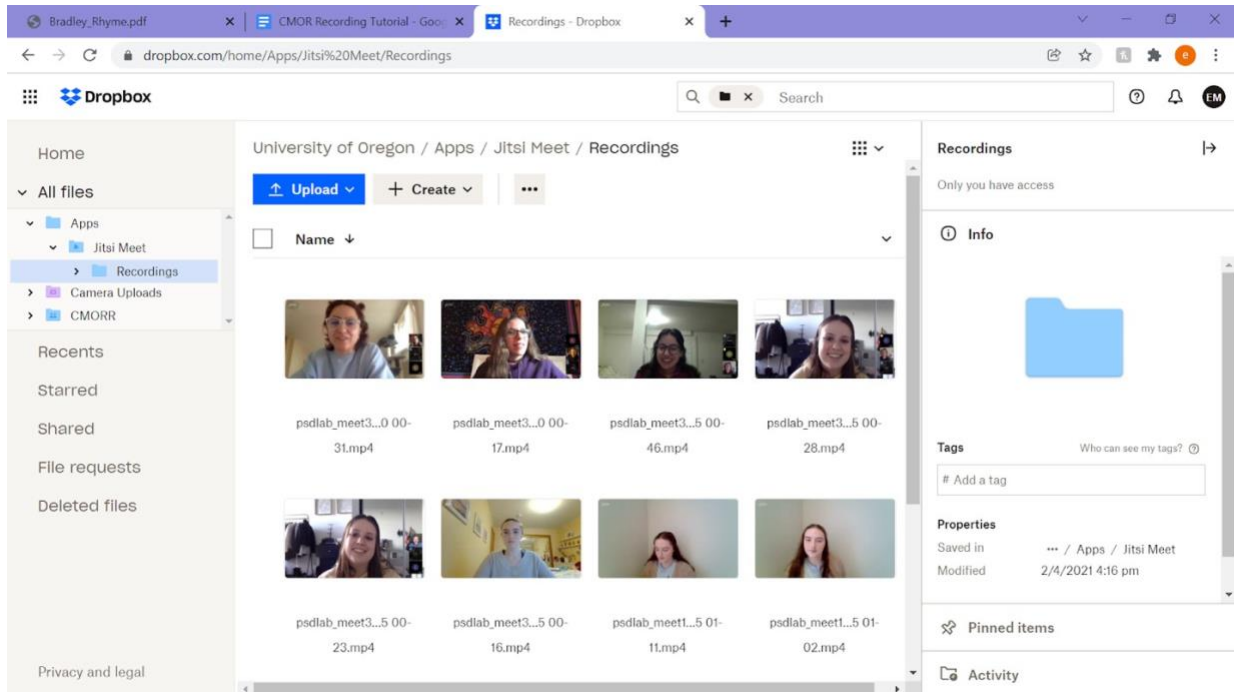 Bradley_Rhyme.pdf
CMOR Recording Tutorial - Goo
Recordings - Dropbox
dropbox.com/home/Apps/Jitsi%20Meet/Recordings
e
Dropbox
Search
EM
Home
All files
Apps
Jitsi Meet
Recordings
Camera Uploads
CMORR
Recents
Starred
Shared
File requests
Deleted files
Privacy and legal
University of Oregon / Apps / Jitsi Meet / Recordings
Upload
Create
Name
psdlab_meet3...0 00-
31.mp4
psdlab_meet3...0 00-
17.mp4
psdlab_meet3...5 00-
46.mp4
psdlab_meet3...5 00-
28.mp4
psdlab_meet3...5 00-
23.mp4
psdlab_meet3...5 00-
16.mp4
psdlab_meet1...5 01-
11.mp4
psdlab_meet1...5 01-
02.mp4
Recordings
Only you have access
Info
Tags
Who can see my tags?
# Add a tag
Properties
Saved in ••• / Apps / Jitsi Meet
Modified 2/4/2021 4:16 pm
Pinned items
Activity